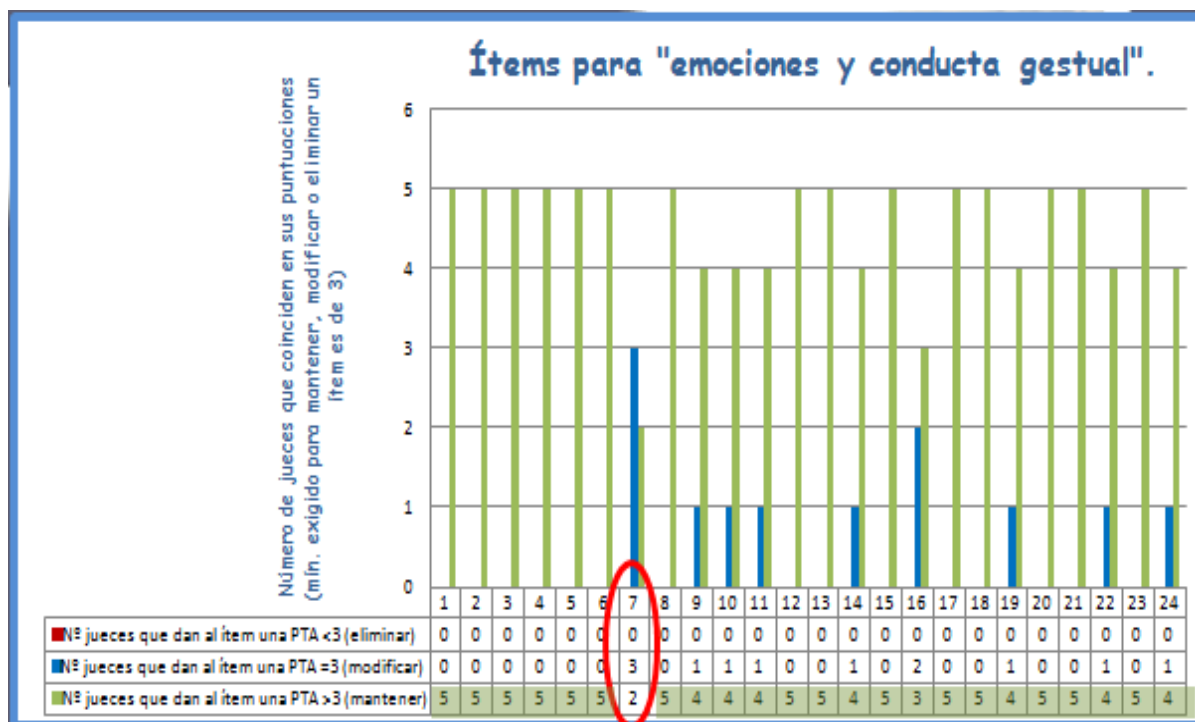 Ítems para "emociones y conducta gestual".
Número de jueces que coinciden en sus puntuaciones
(mín. exigido para mantener, modificar o eliminar un
ítem es de 3)
6
5
4
3
2
1
0
1 2 3 4 5 6 7 8 9 10 11 12 13 14 15 16 17 18 19 20 21 22 23 24
Nº jueces que dan al ítem una PTA <3 (eliminar) 0 0 0 0 0 0 0 0 0 0 0 0 0 0 0 0 0 0 0 0 0 0 0 0
Nº jueces que dan al ítem una PTA =3 (modificar) 0 0 0 0 0 0 3 0 1 1 1 0 0 1 0 2 0 0 1 0 0 1 0 1
Nº jueces que dan al ítem una PTA >3 (mantener) 5 5 5 5 5 5 2 5 4 4 4 5 5 4 5 3 5 5 4 5 5 4 5 4